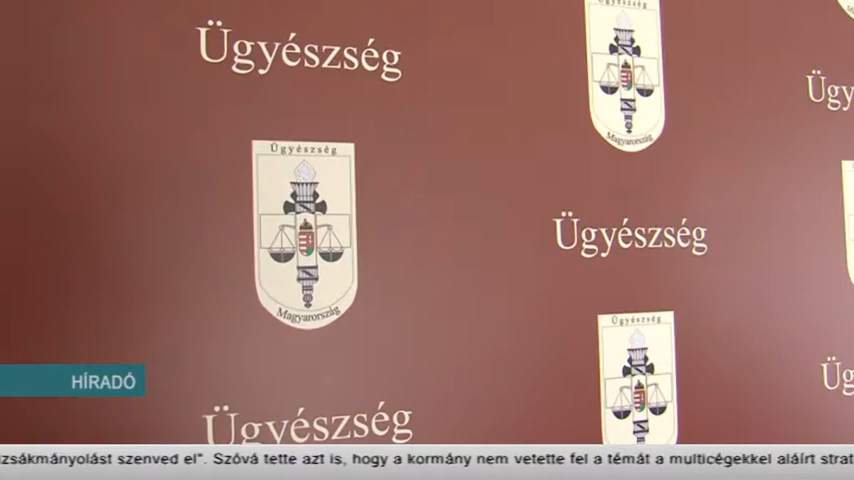 Ügyészség
Ügyészség
Magyarország
Ügyészség
Magyarország
Ügyészség
Ügyészség
Ügyészség
Ügyészség
HÍRADÓ
zsákmányolást szenved el". Szóvá tette azt is, hogy a kormány nem vetette fel a témát a multicégekkel aláírt strat